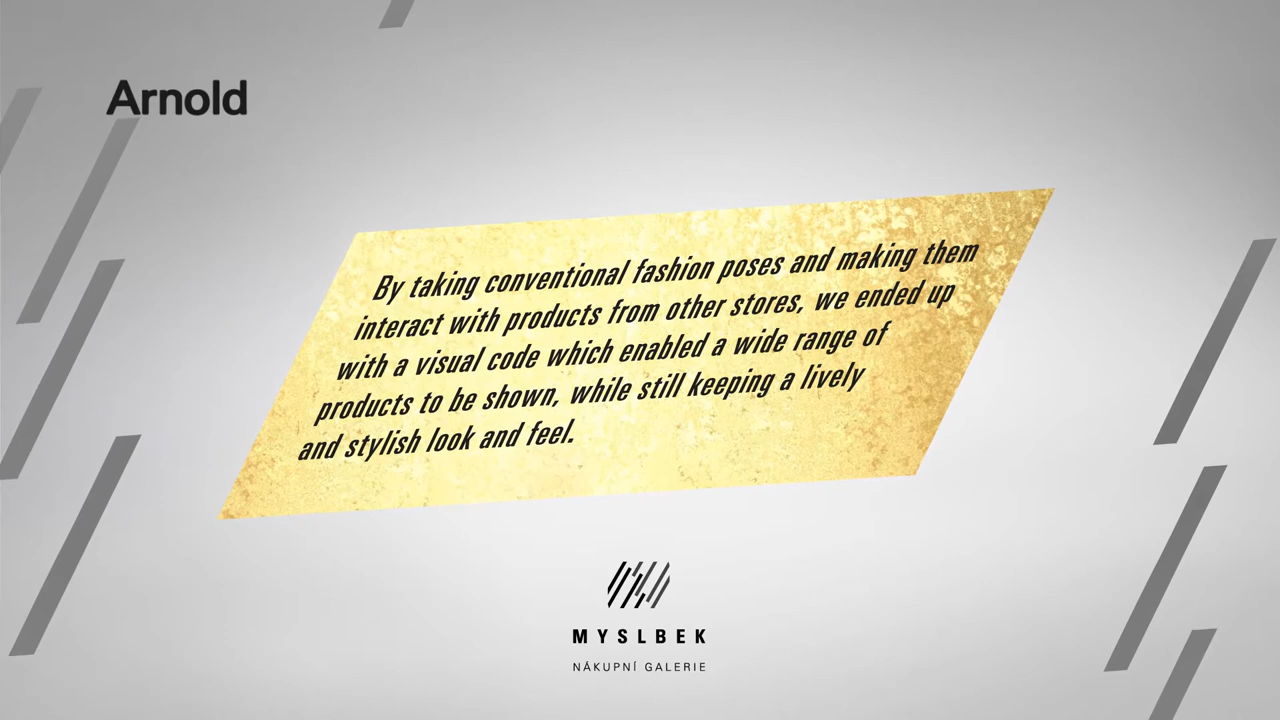 Arnold
By taking conventional fashion poses and making them
interact with products from other stores, we ended up
with a visual code which enabled a wide range of
products to be shown, while still keeping a lively
and stylish look and feel.
MYSLBEK
NÁKUPNÍ GALERIE